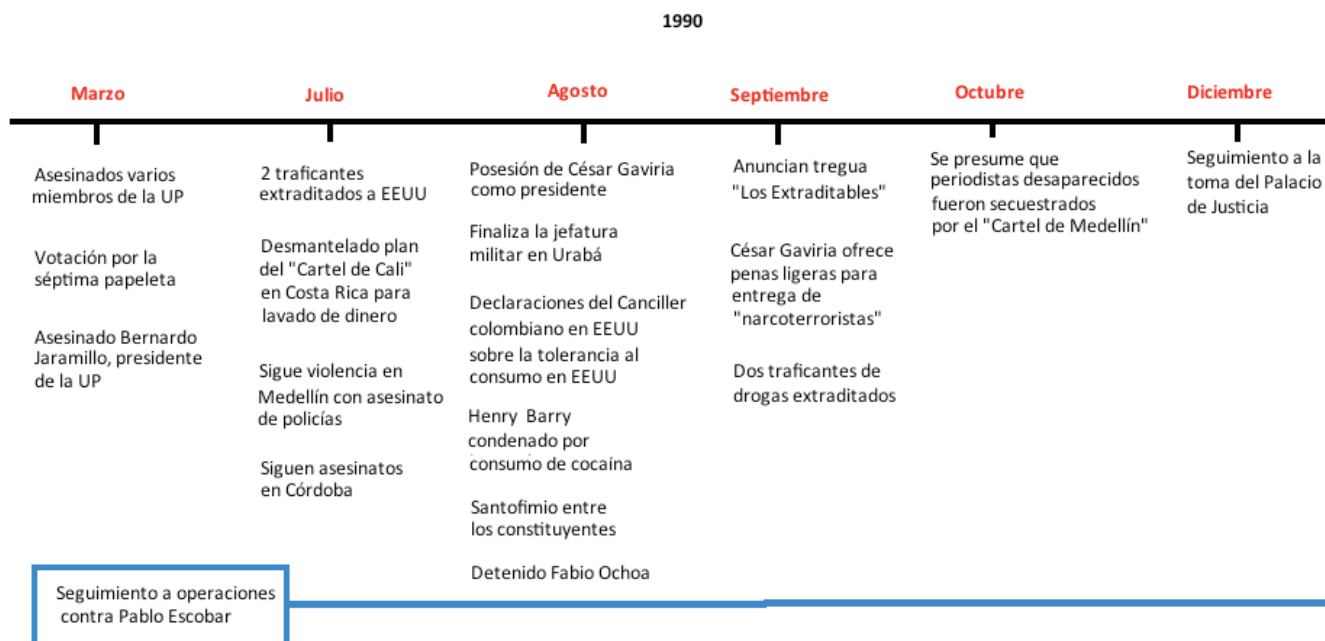 1990
Marzo
Asesinados varios
miembros de la UP
Votación por la
séptima papeleta
Asesinado Bernardo
Jaramillo, presidente
de la UP
Julio
2 traficantes
extraditados a EEUU
Desmantelado plan
del "Cartel de Cali"
en Costa Rica para
lavado de dinero
Sigue violencia en
Medellín con asesinato
de policías
Siguen asesinatos
en Córdoba
Agosto
Posesión de César Gaviria
como presidente
Finaliza la jefatura
militar en Urabá
Declaraciones del Canciller
colombiano en EEUU
sobre la tolerancia al
consumo en EEUU
Henry Barry
condenado por
consumo de cocaína
Santofimio entre
los constituyentes
Detenido Fabio Ochoa
Septiembre
Anuncian tregua
"Los Extraditables"
César Gaviria ofrece
penas ligeras para
entrega de
"narcoterroristas"
Dos traficantes de
drogas extraditados
Octubre
Se presume que
periodistas desaparecidos
fueron secuestrados
por el "Cartel de Medellín"
Diciembre
Seguimiento a la
toma del Palacio
de Justicia
Seguimiento a operaciones
contra Pablo Escobar